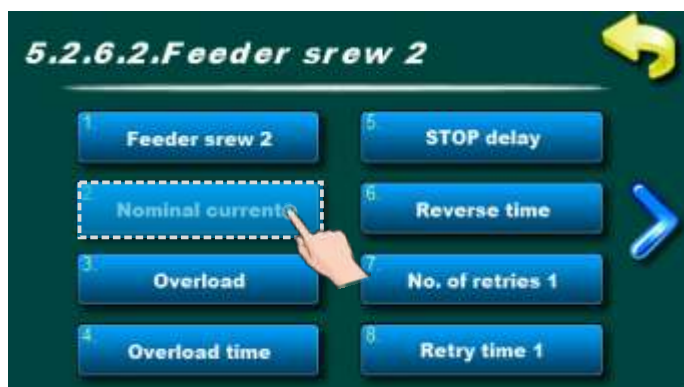 5.2.6.2.Feeder srew 2
1. Feeder srew 2
2. Nominal current
3. Overload
4. Overload time
5. STOP delay
6. Reverse time
7. No. of retries 1
8. Retry time 1